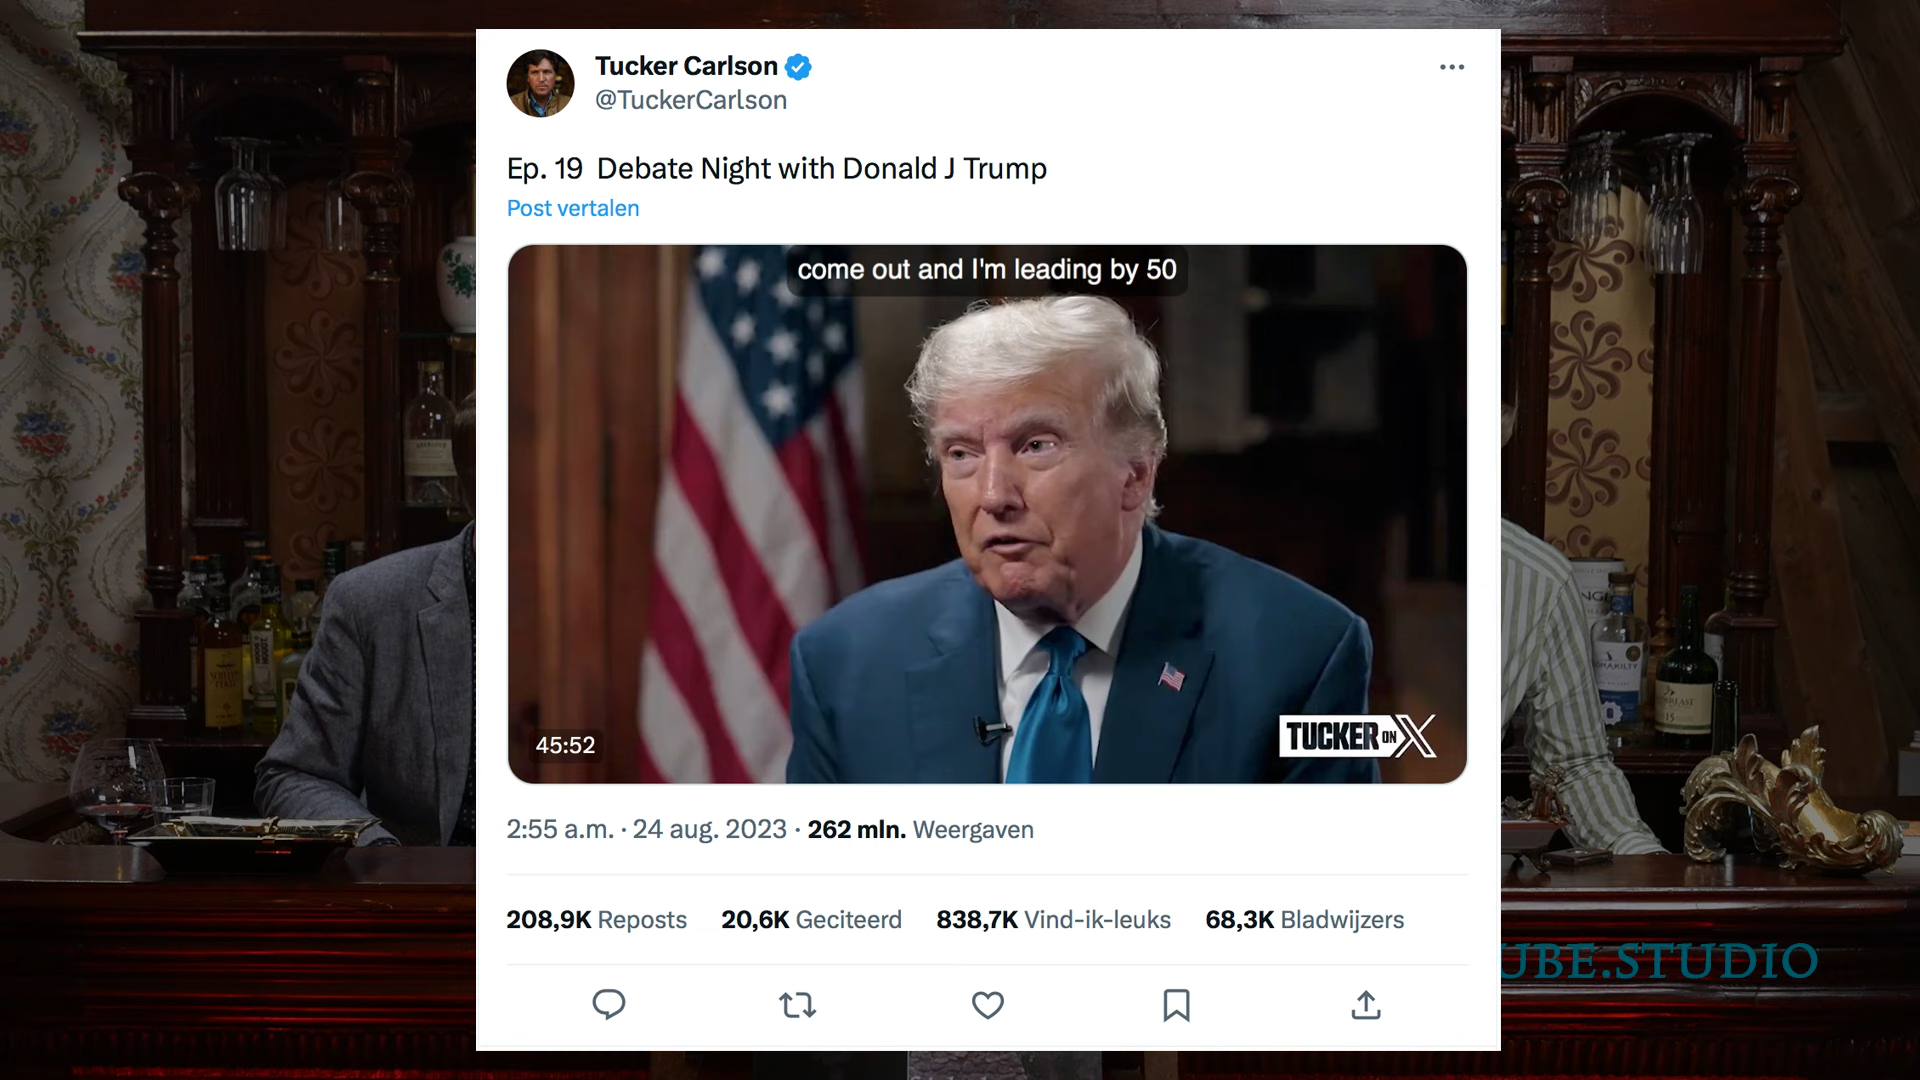 Tucker Carlson
@TuckerCarlson
Ep. 19 Debate Night with Donald J Trump
Post vertalen
come out and I'm leading by 50
45:52
TUCKER ON X
2:55 a.m. · 24 aug. 2023 · 262 mln. Weergaven
208,9K Reposts 20,6K Geciteerd 838,7K Vind-ik-leuks 68,3K Bladwijzers
UBE.STUDIO